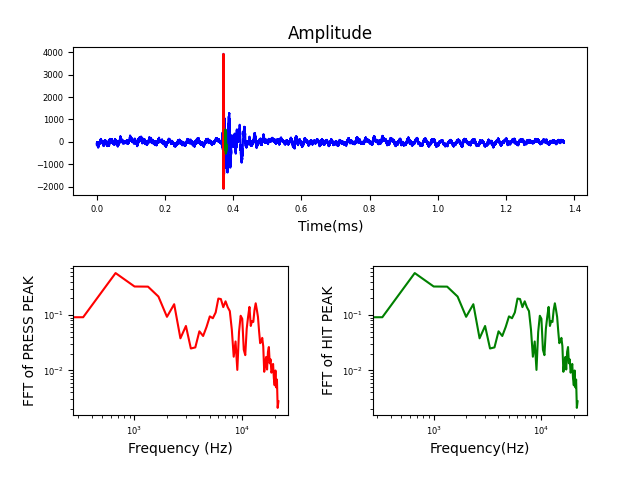 Amplitude
4000
3000
2000
1000
0
−1000
−2000
0.0 0.2 0.4 0.6 0.8 1.0 1.2 1.4
Time(ms)
FFT of PRESS PEAK
10⁻¹
10⁻²
10³ 10⁴
Frequency (Hz)
FFT of HIT PEAK
10⁻¹
10⁻²
10³ 10⁴
Frequency(Hz)